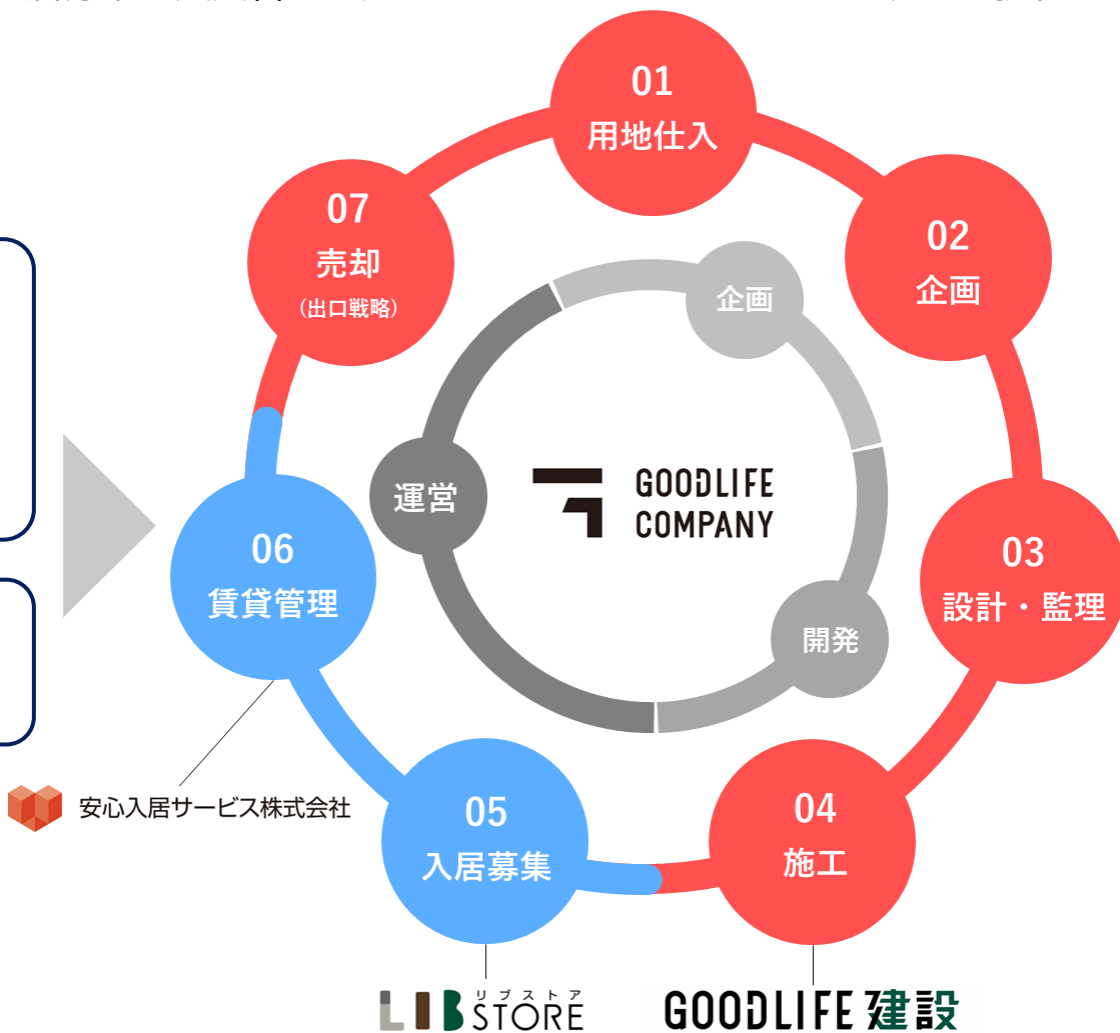 01
用地仕入
02
企画
03
設計・監理
04
施工
05
入居募集
06
賃貸管理
07
売却
(出口戦略)
企画
開発
運営
GOODLIFE
COMPANY
安心入居サービス株式会社
リブストア
LIB STORE
GOODLIFE 建設